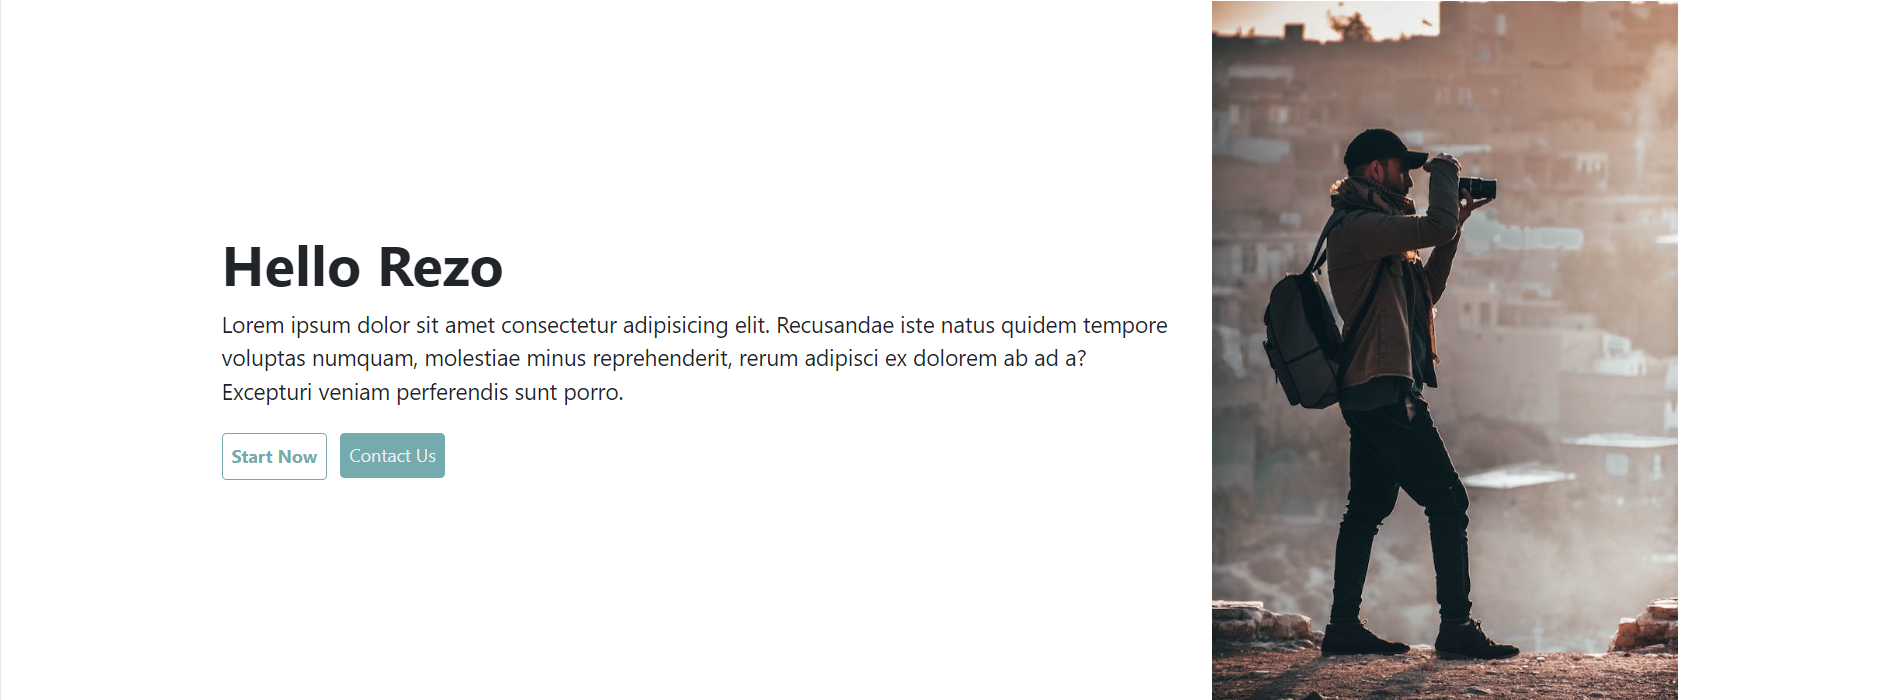 Hello Rezo
Lorem ipsum dolor sit amet consectetur adipisicing elit. Recusandae iste natus quidem tempore
voluptas numquam, molestiae minus reprehenderit, rerum adipisci ex dolorem ab ad a?
Excepturi veniam perferendis sunt porro.
Start Now
Contact Us